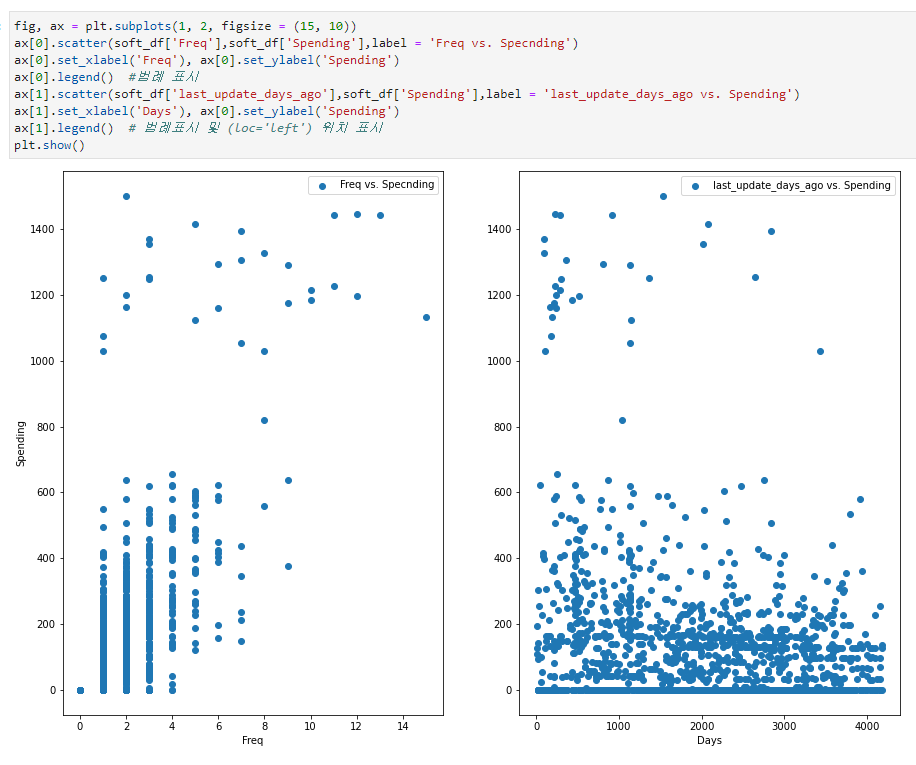 fig, ax = plt.subplots(1, 2, figsize = (15, 10))
ax[0].scatter(soft_df['Freq'],soft_df['Spending'],label = 'Freq vs. Specnding')
ax[0].set_xlabel('Freq'), ax[0].set_ylabel('Spending')
ax[0].legend()  #범례 표시
ax[1].scatter(soft_df['last_update_days_ago'],soft_df['Spending'],label = 'last_update_days_ago vs. Spending')
ax[1].set_xlabel('Days'), ax[0].set_ylabel('Spending')
ax[1].legend()  # 범례표시 및 (loc='left') 위치 표시
plt.show()
Freq vs. Specnding
1400
1200
1000
800
600
400
200
0
Spending
0 2 4 6 8 10 12 14
Freq
last_update_days_ago vs. Spending
1400
1200
1000
800
600
400
200
0
0 1000 2000 3000 4000
Days